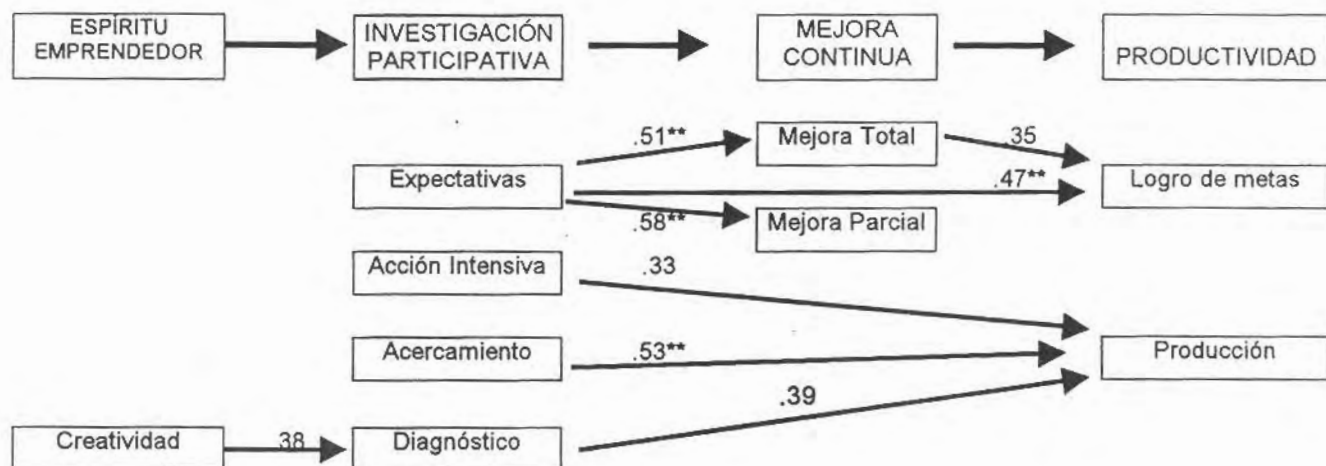 ESPÍRITU
EMPRENDEDOR
INVESTIGACIÓN
PARTICIPATIVA
MEJORA
CONTINUA
PRODUCTIVIDAD
.51**
Mejora Total
.35
Expectativas
.47**
Logro de metas
.58**
Mejora Parcial
Acción Intensiva
.33
Acercamiento
.53**
Producción
.39
Creatividad
.38
Diagnóstico